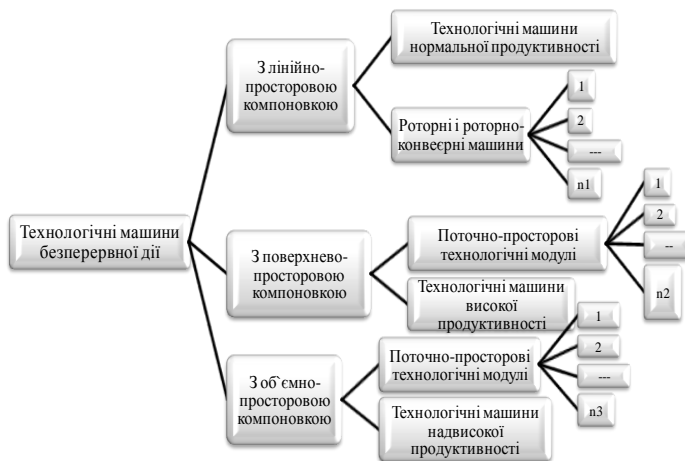 Технологічні машини
безперервної дії
З лінійно-
просторовою
компоновкою
Технологічні машини
нормальної продуктивності
Роторні і роторно-
конвеєрні машини
1
2
---
n1
З поверхнево-
просторовою
компоновкою
Поточно-просторові
технологічні модулі
1
2
--
n2
Технологічні машини
високої
продуктивності
З об`ємно-
просторовою
компоновкою
Поточно-просторові
технологічні модулі
1
2
---
n3
Технологічні машини
надвисокої
продуктивності